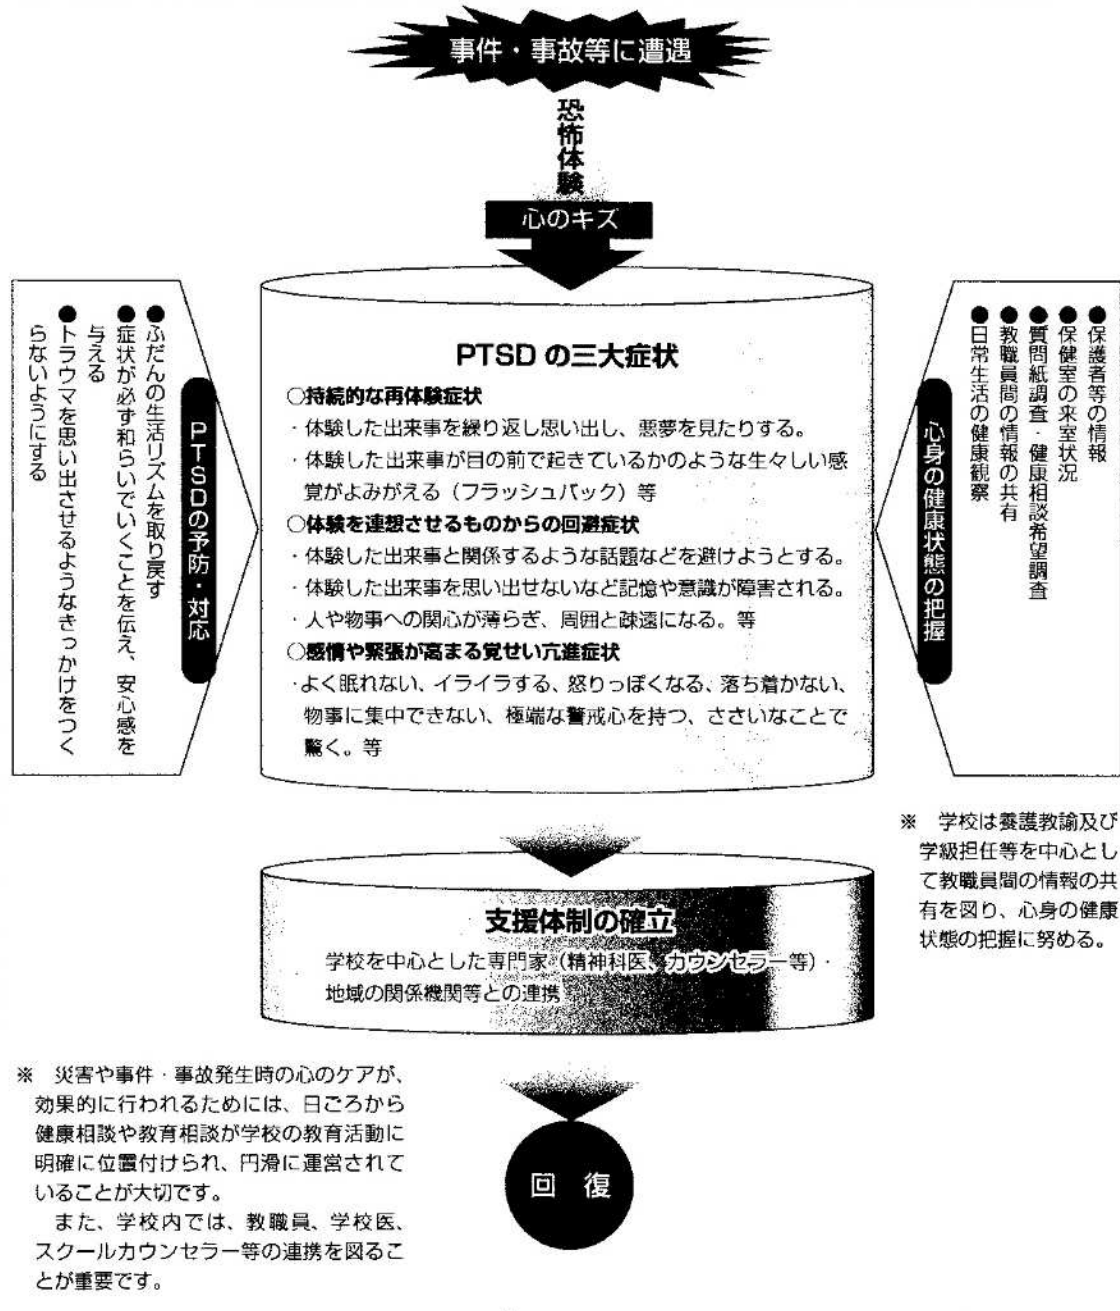 事件・事故等に遭遇
恐怖体験
心のキズ
PTSDの予防・対応
●ふだんの生活リズムを取り戻す
●症状が必ず和らいでいくことを伝え、安心感を
与える
●トラウマを思い出させるようなきっかけをつく
らないようにする
PTSD の三大症状
○持続的な再体験症状
・体験した出来事を繰り返し思い出し、悪夢を見たりする。
・体験した出来事が目の前で起きているかのような生々しい感
覚がよみがえる（フラッシュバック）等
○体験を連想させるものからの回避症状
・体験した出来事と関係するような話題などを避けようとする。
・体験した出来事を思い出せないなど記憶や意識が障害される。
・人や物事への関心が薄らぎ、周囲と疎遠になる。等
○感情や緊張が高まる覚せい亢進症状
・よく眠れない、イライラする、怒りっぽくなる、落ち着かない、
物事に集中できない、極端な警戒心を持つ、ささいなことで
驚く。等
●保護者等の情報
●保健室の来室状況
●質問紙調査・健康相談希望調査
●教職員間の情報の共有
●日常生活の健康観察
心身の健康状態の把握
※　学校は養護教諭及び
学級担任等を中心とし
て教職員間の情報の共
有を図り、心身の健康
状態の把握に努める。
支援体制の確立
学校を中心とした専門家（精神科医、カウンセラー等）・
地域の関係機関等との連携
※　災害や事件・事故発生時の心のケアが、
効果的に行われるためには、日ごろから
健康相談や教育相談が学校の教育活動に
明確に位置付けられ、円滑に運営されて
いることが大切です。
また、学校内では、教職員、学校医、
スクールカウンセラー等の連携を図るこ
とが重要です。
回　復